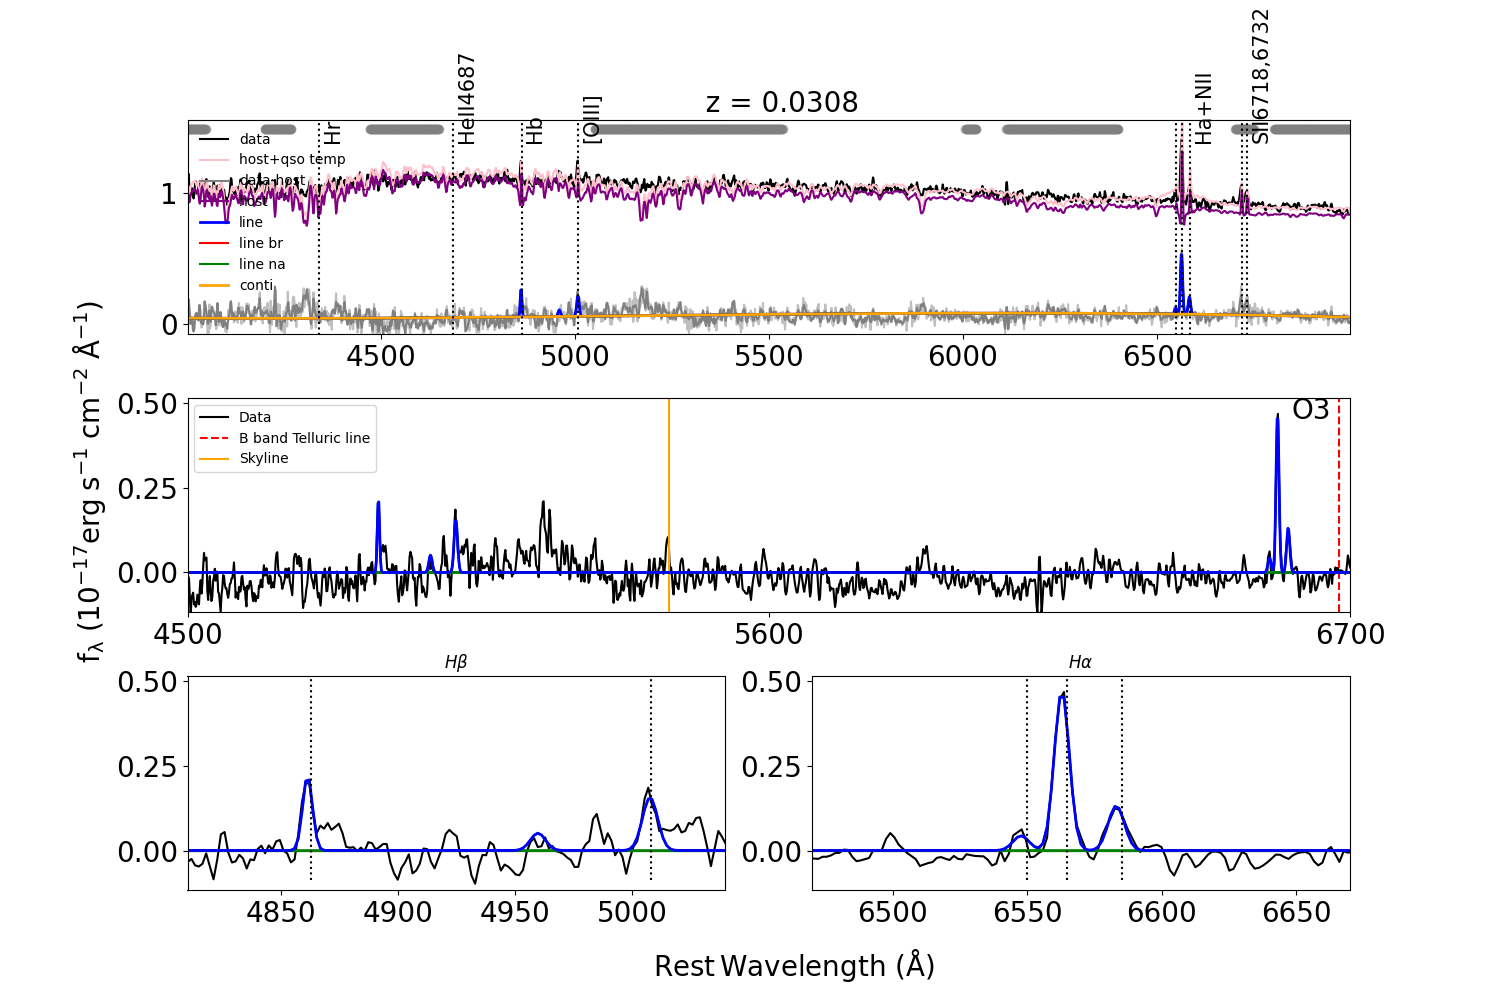 z = 0.0308
Hr
HeII4687
Hb
[OIII]
Ha+NII
SII6718,6732
data
host+qso temp
data-host
host
line
line br
line na
conti
1
0
4500
5000
5500
6000
6500
fλ (10⁻¹⁷erg s⁻¹ cm⁻² Å⁻¹)
O3
Data
B band Telluric line
Skyline
0.50
0.25
0.00
4500
5600
6700
Hβ
0.50
0.25
0.00
4850
4900
4950
5000
Hα
0.50
0.25
0.00
6500
6550
6600
6650
Rest Wavelength (Å)